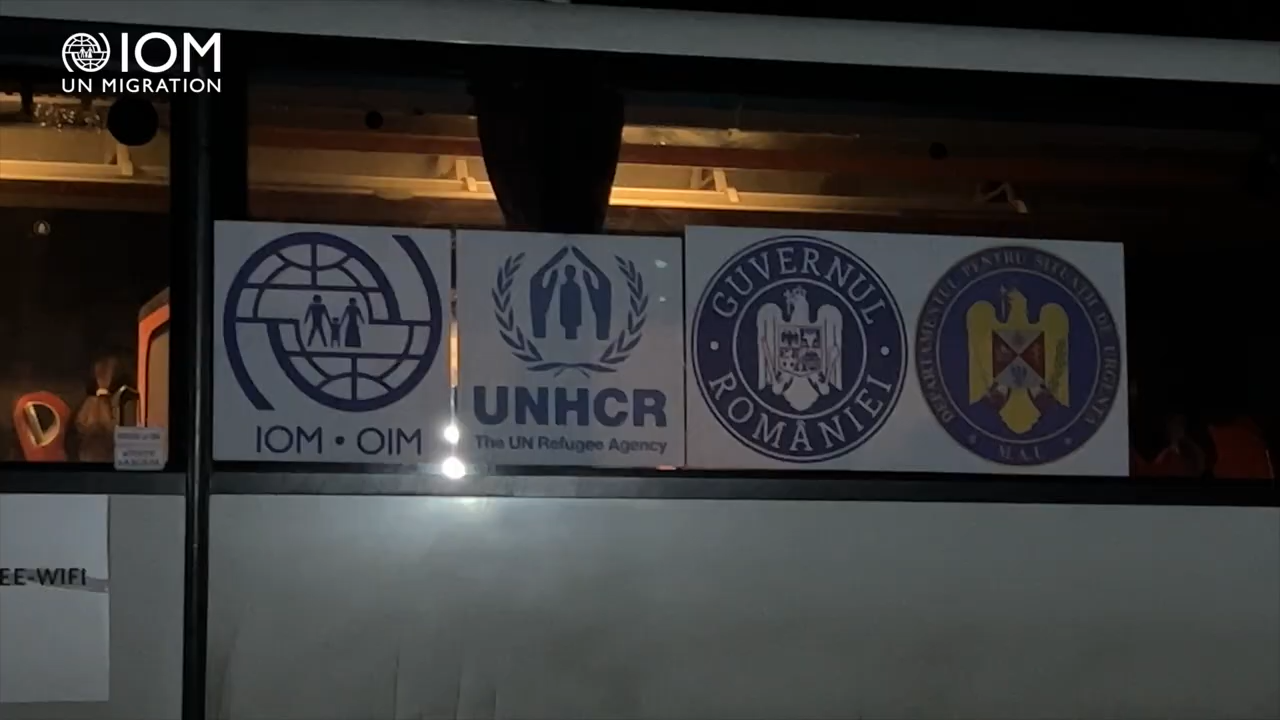 IOM
UN MIGRATION
IOM • OIM
UNHCR
The UN Refugee Agency
GUVERNUL
ROMÂNIEI
DEPARTAMENTUL PENTRU SITUAȚII DE URGENȚĂ
M.A.I.
EE-WIFI